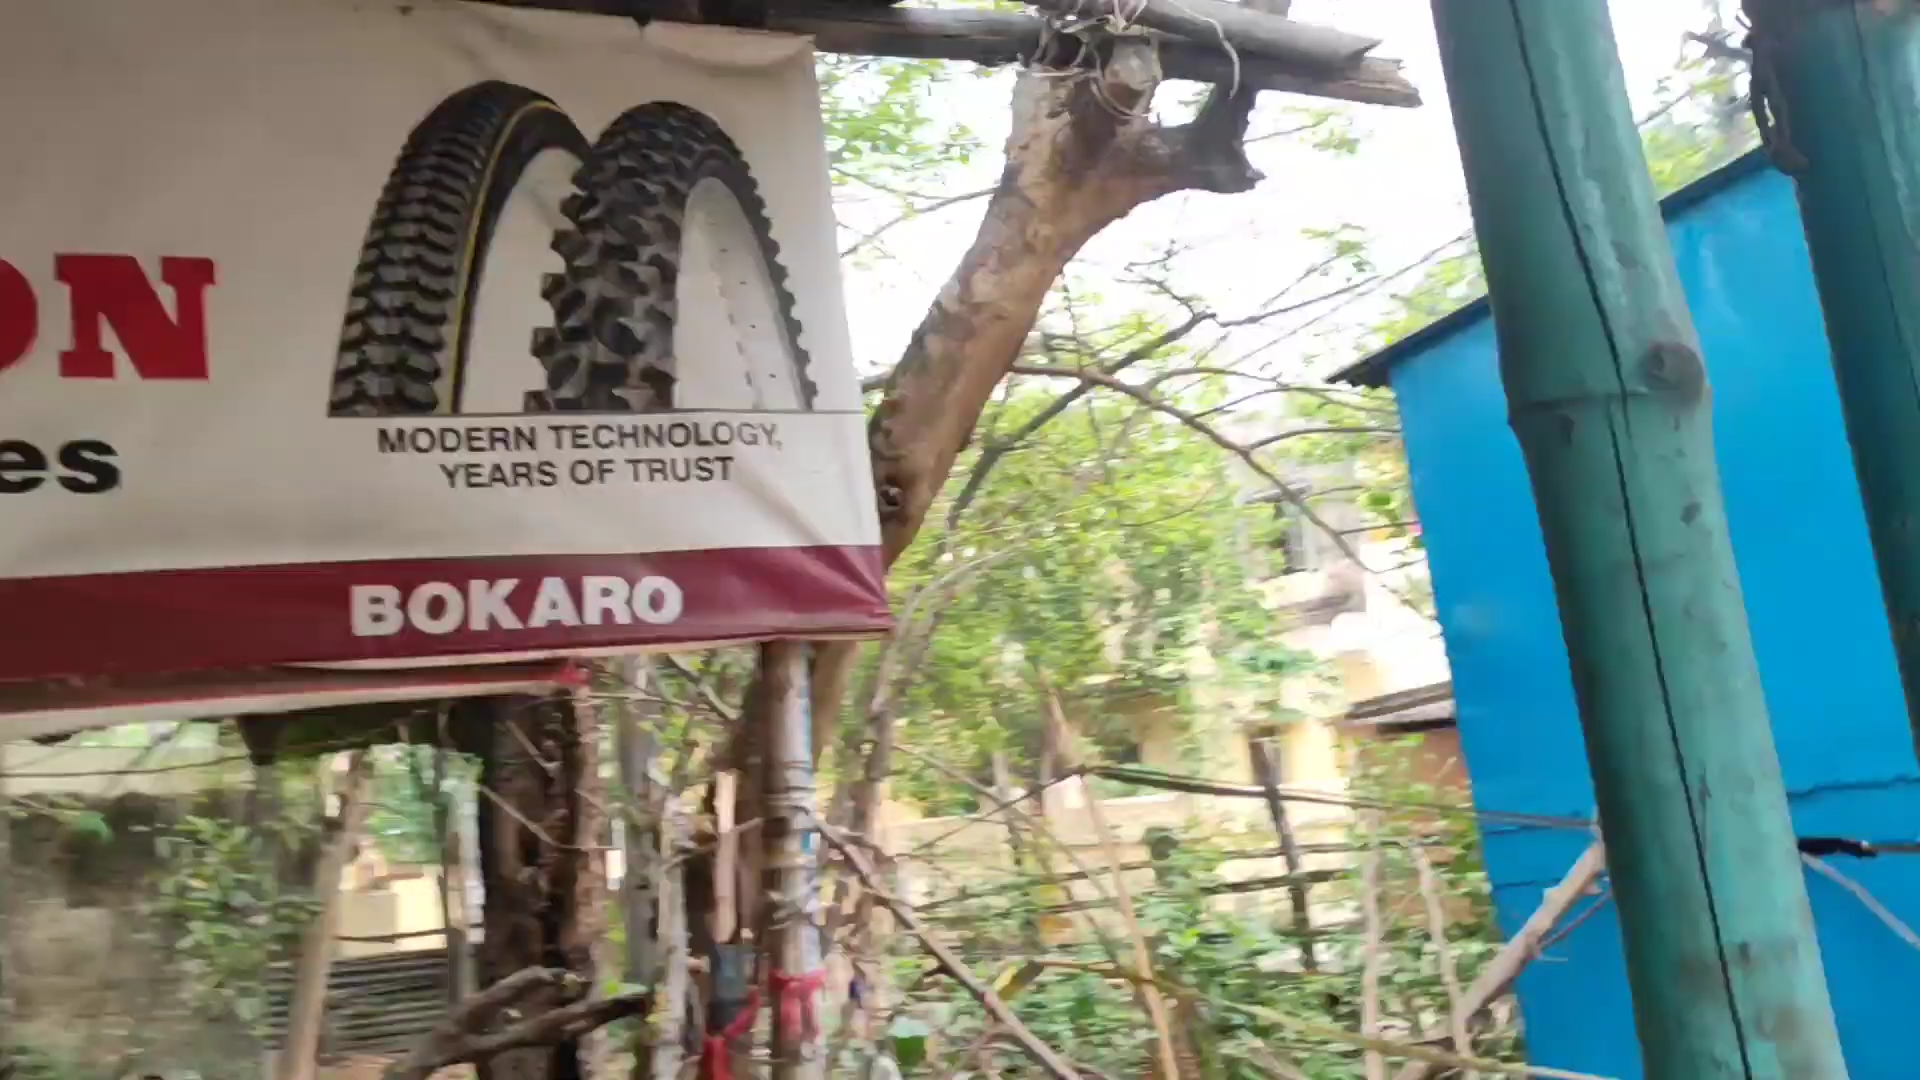 ON
es
MODERN TECHNOLOGY,
YEARS OF TRUST
BOKARO